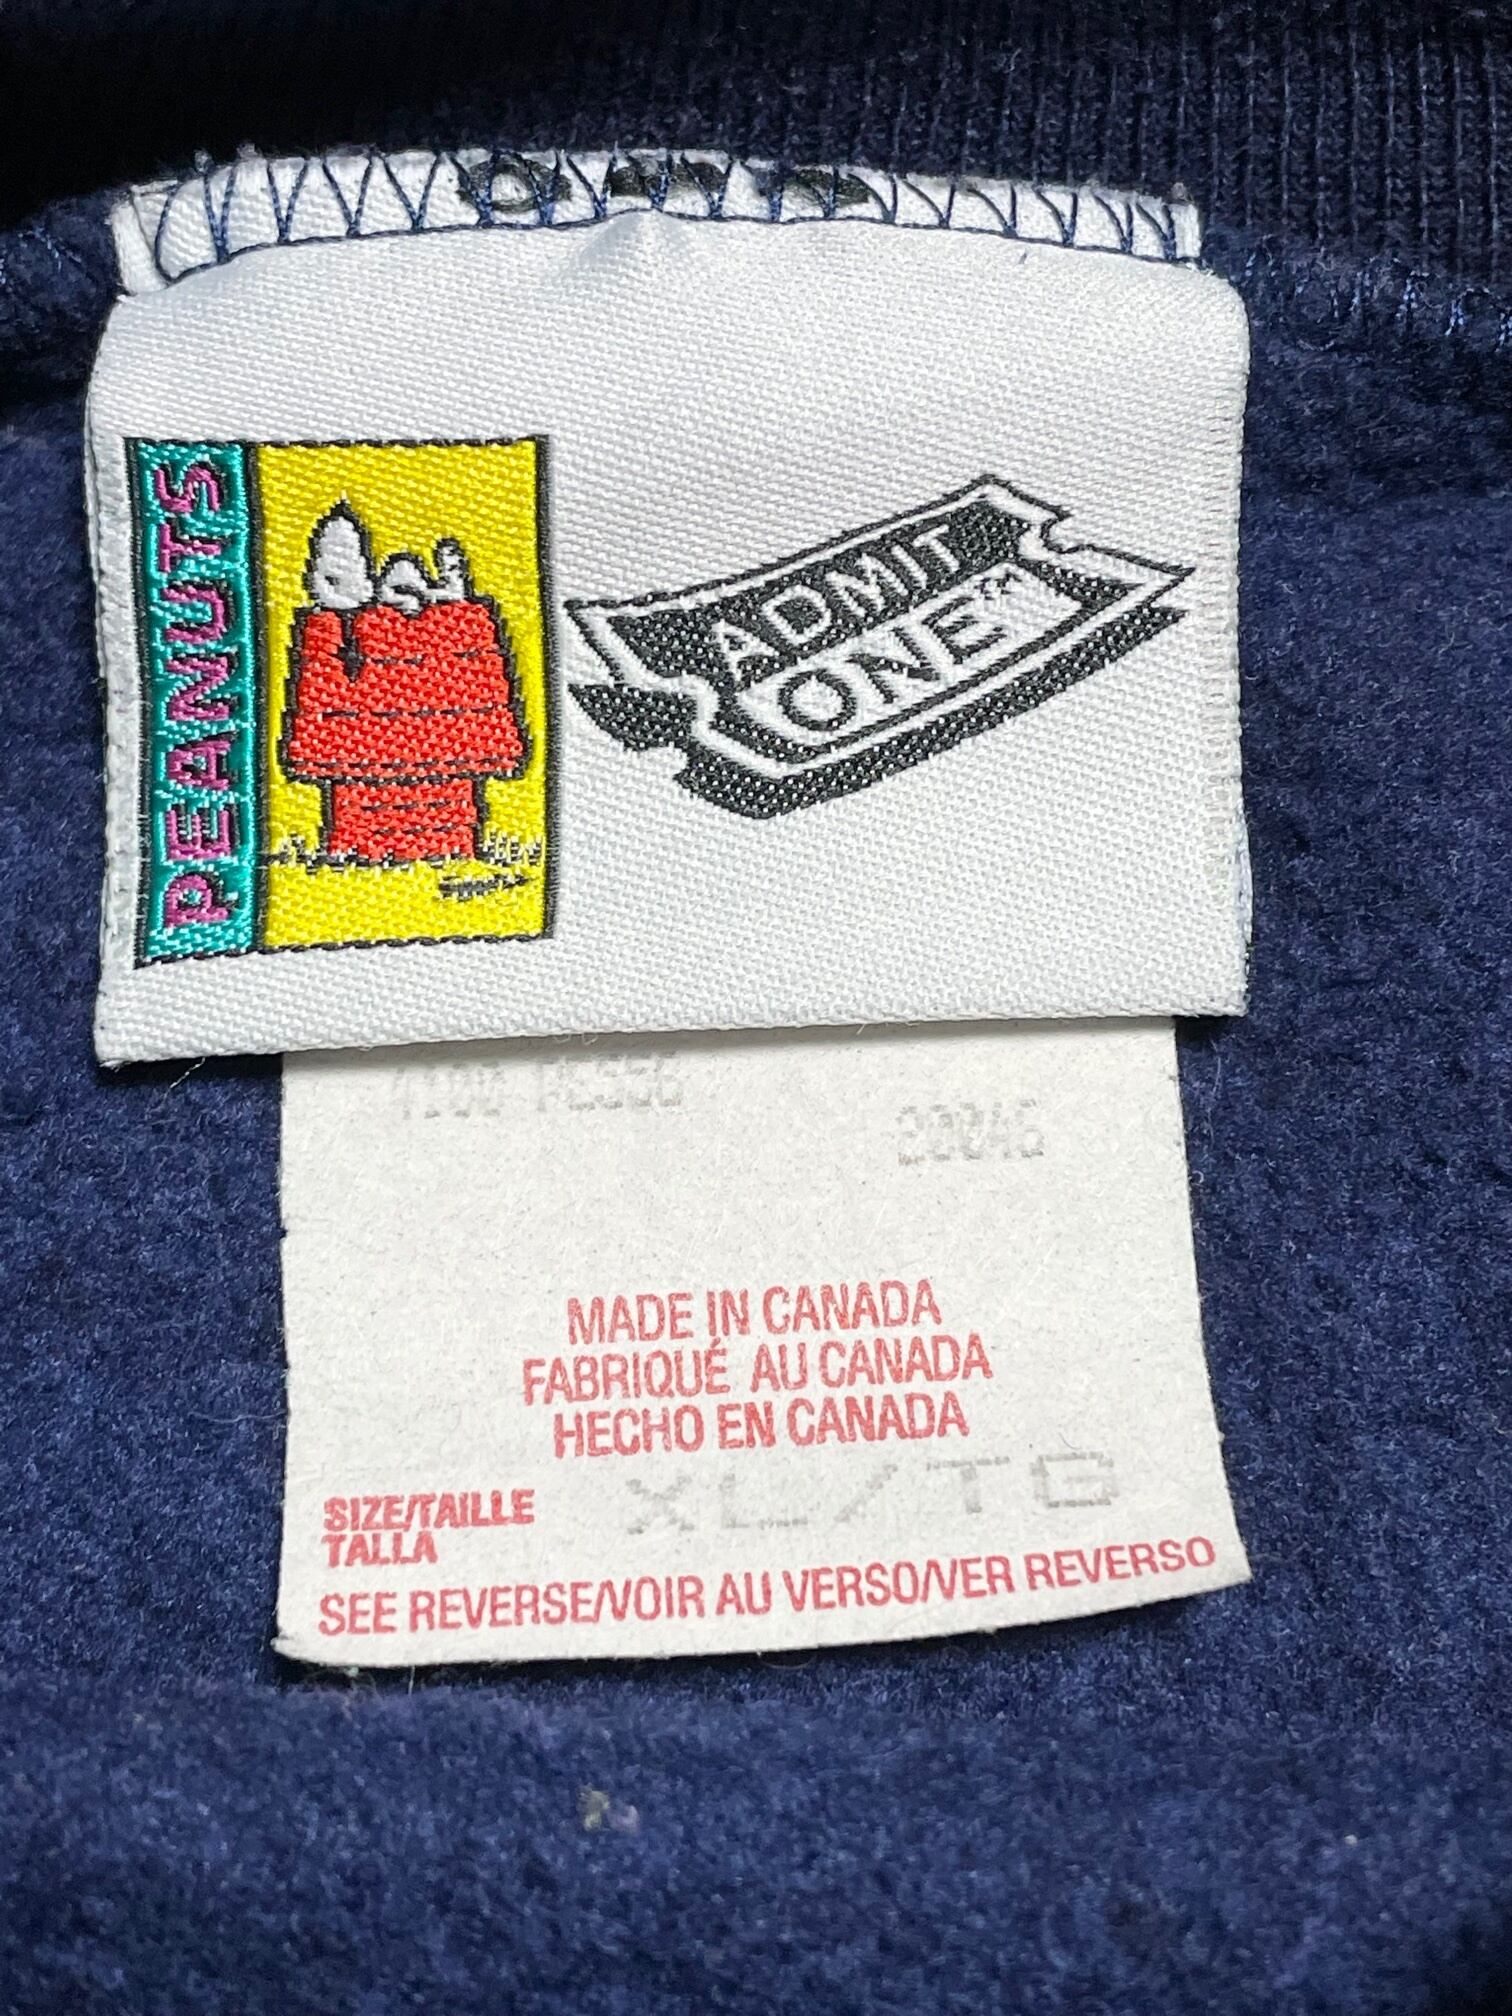 PEANUTS
ADMIT
ONE™
MADE IN CANADA
FABRIQUÉ AU CANADA
HECHO EN CANADA
SIZE/TAILLE XL/TG
TALLA
SEE REVERSE/VOIR AU VERSO/VER REVERSO